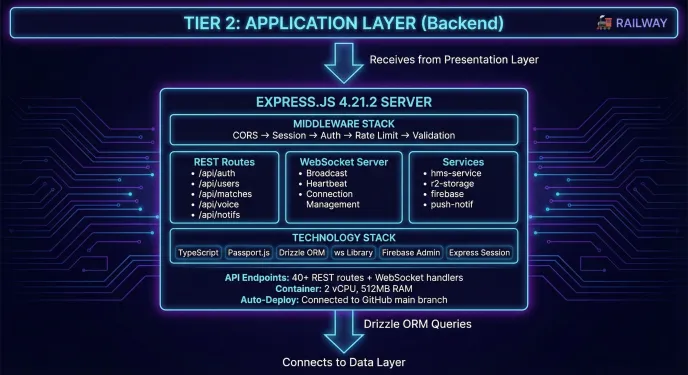 TIER 2: APPLICATION LAYER (Backend)
RAILWAY
Receives from Presentation Layer
EXPRESS.JS 4.21.2 SERVER
MIDDLEWARE STACK
CORS → Session → Auth → Rate Limit → Validation
REST Routes
• /api/auth
• /api/users
• /api/matches
• /api/voice
• /api/notifs
WebSocket Server
• Broadcast
• Heartbeat
• Connection
Management
Services
• hms-service
• r2-storage
• firebase
• push-notif
TECHNOLOGY STACK
TypeScript Passport.js Drizzle ORM ws Library Firebase Admin Express Session
API Endpoints: 40+ REST routes + WebSocket handlers
Container: 2 vCPU, 512MB RAM
Auto-Deploy: Connected to GitHub main branch
Drizzle ORM Queries
Connects to Data Layer